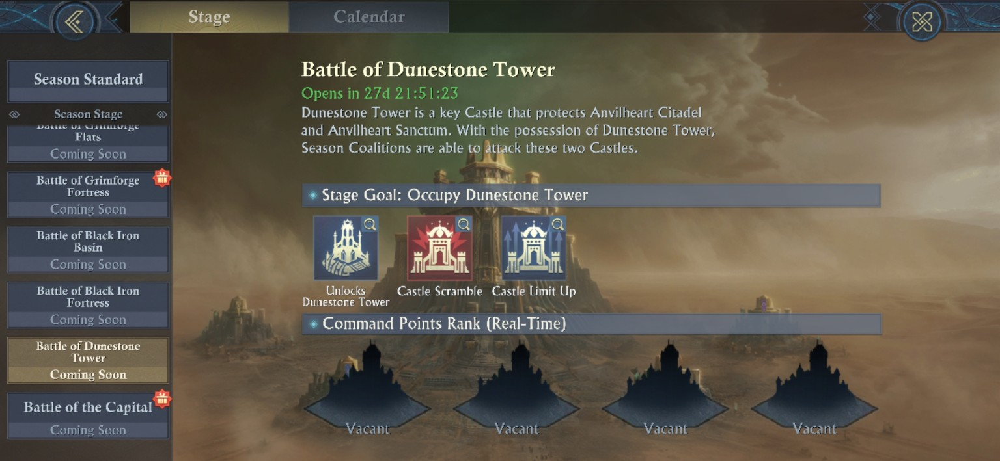 Stage
Calendar
Season Standard
Season Stage
Battle of Grimforge
Flats
Coming Soon
Battle of Grimforge
Fortress
Coming Soon
Battle of Black Iron
Basin
Coming Soon
Battle of Black Iron
Fortress
Coming Soon
Battle of Dunestone
Tower
Coming Soon
Battle of the Capital
Coming Soon
Battle of Dunestone Tower
Opens in 27d 21:51:23
Dunestone Tower is a key Castle that protects Anvilheart Citadel
and Anvilheart Sanctum. With the possession of Dunestone Tower,
Season Coalitions are able to attack these two Castles.
Stage Goal: Occupy Dunestone Tower
Unlocks
Dunestone Tower
Castle Scramble
Castle Limit Up
Command Points Rank (Real-Time)
Vacant
Vacant
Vacant
Vacant